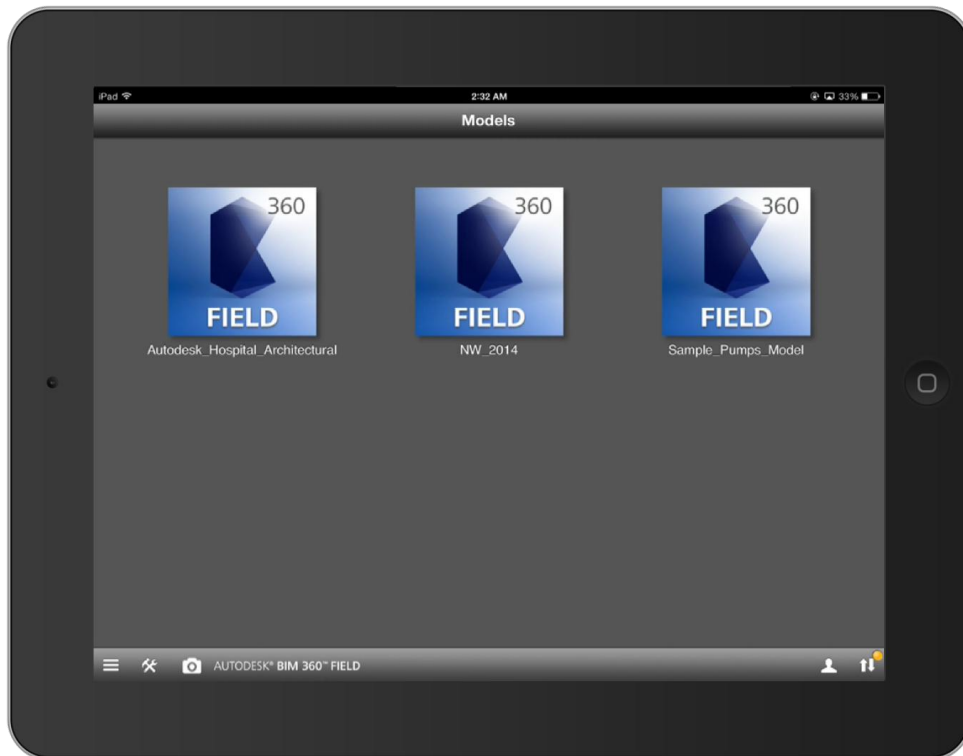 iPad 2:32 AM 33%
Models
360 360 360
FIELD FIELD FIELD
Autodesk_Hospital_Architectural NW_2014 Sample_Pumps_Model
AUTODESK® BIM 360™ FIELD